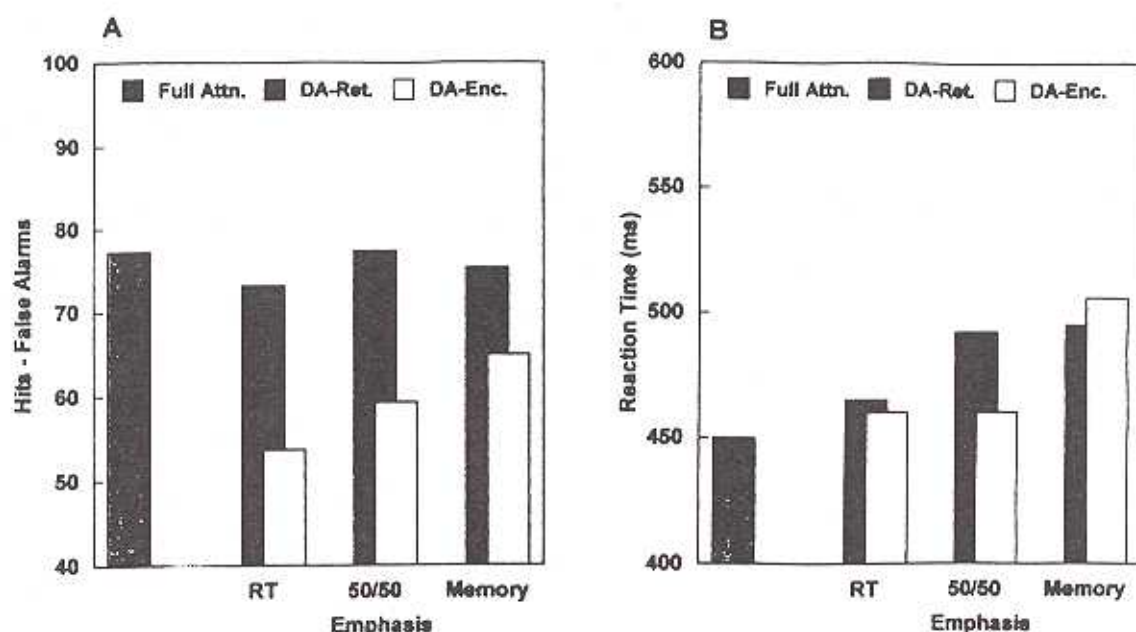 A
100
Full Attn. DA-Ret. DA-Enc.
90
80
70
60
50
40
Hits - False Alarms
RT 50/50 Memory
Emphasis
B
600
Full Attn. DA-Ret. DA-Enc.
550
500
450
400
Reaction Time (ms)
RT 50/50 Memory
Emphasis